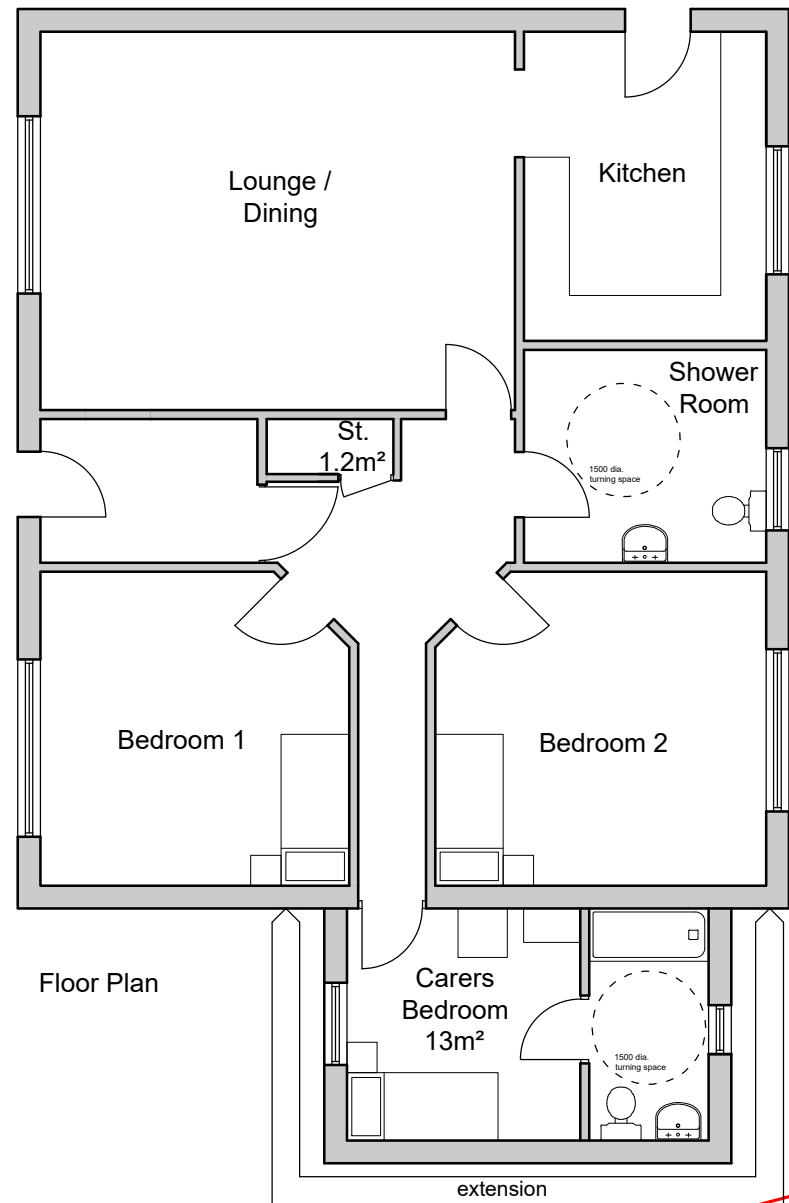 Lounge /
Dining
Kitchen
Shower
Room
1500 dia.
turning space
St.
1.2m²
Bedroom 1
Bedroom 2
Floor Plan
Carers
Bedroom
13m²
1500 dia.
turning space
extension